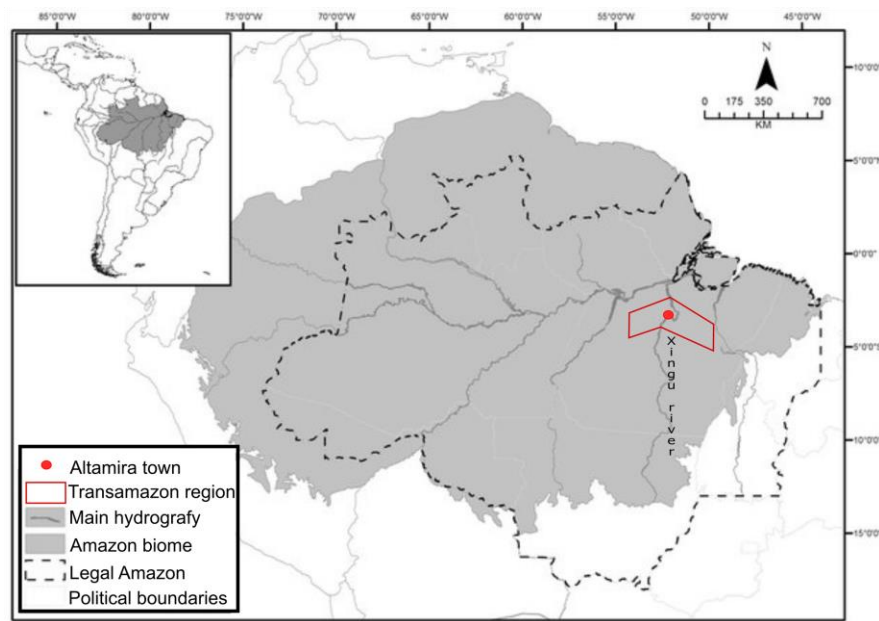 85°0'0"W 80°0'0"W 75°0'0"W 70°0'0"W 65°0'0"W 60°0'0"W 55°0'0"W 50°0'0"W 45°0'0"W
10°0'0"N
5°0'0"N
0°0'0"
5°0'0"S
10°0'0"S
15°0'0"S
N
0 175 350 700
KM
Xingu river
Altamira town
Transamazon region
Main hydrografy
Amazon biome
Legal Amazon
Political boundaries